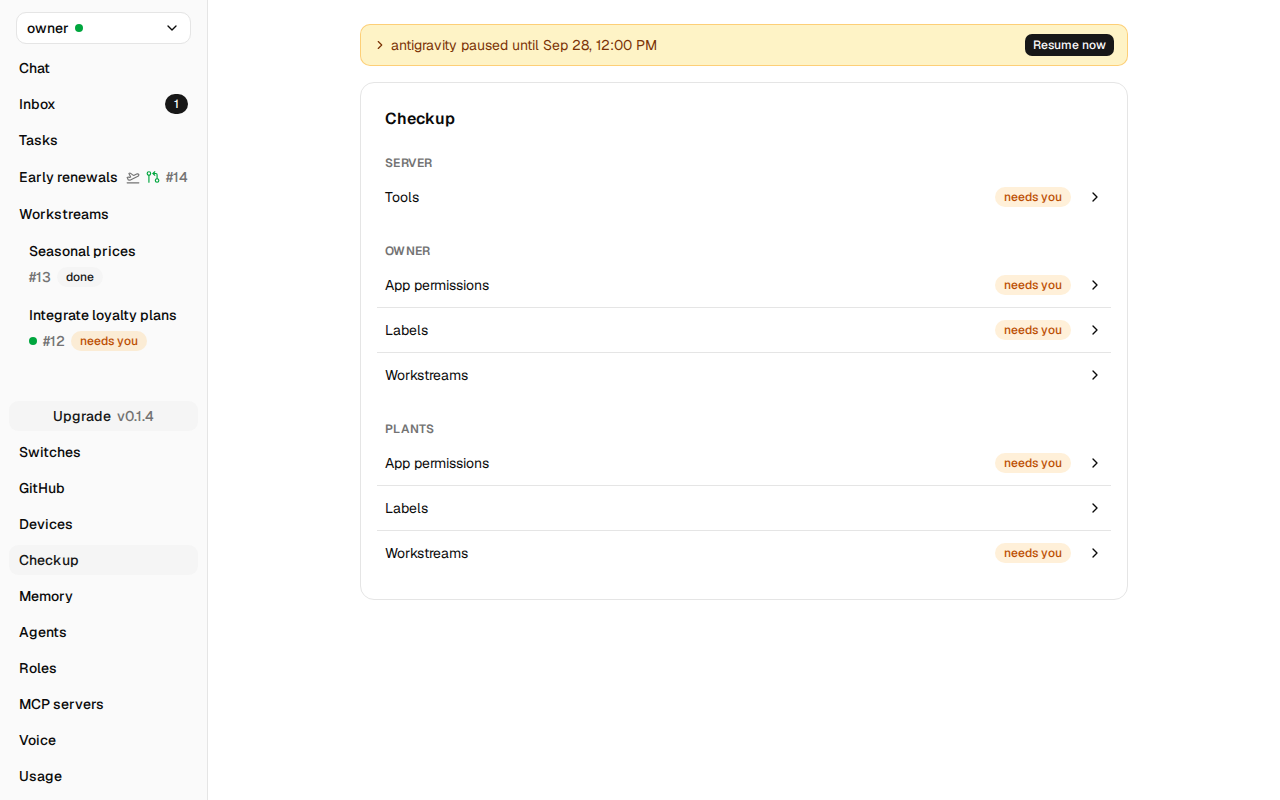 owner
Chat
Inbox 1
Tasks
Early renewals #14
Workstreams
Seasonal prices
#13 done
Integrate loyalty plans
#12 needs you
Upgrade v0.1.4
Switches
GitHub
Devices
Checkup
Memory
Agents
Roles
MCP servers
Voice
Usage
antigravity paused until Sep 28, 12:00 PM Resume now
Checkup
SERVER
Tools needs you
OWNER
App permissions needs you
Labels needs you
Workstreams
PLANTS
App permissions needs you
Labels
Workstreams needs you